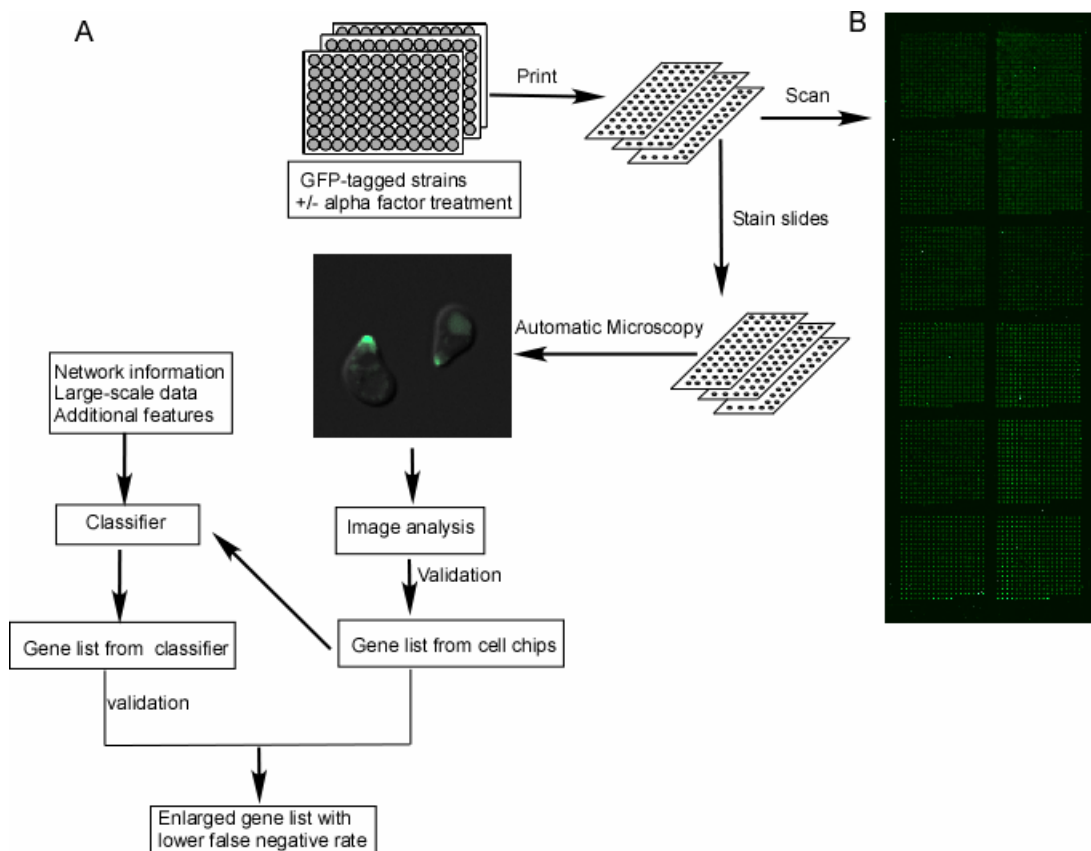 A
B
Print
Scan
GFP-tagged strains
+/- alpha factor treatment
Stain slides
Automatic Microscopy
Network information
Large-scale data
Additional features
Classifier
Image analysis
Validation
Gene list from classifier
Gene list from cell chips
validation
Enlarged gene list with
lower false negative rate